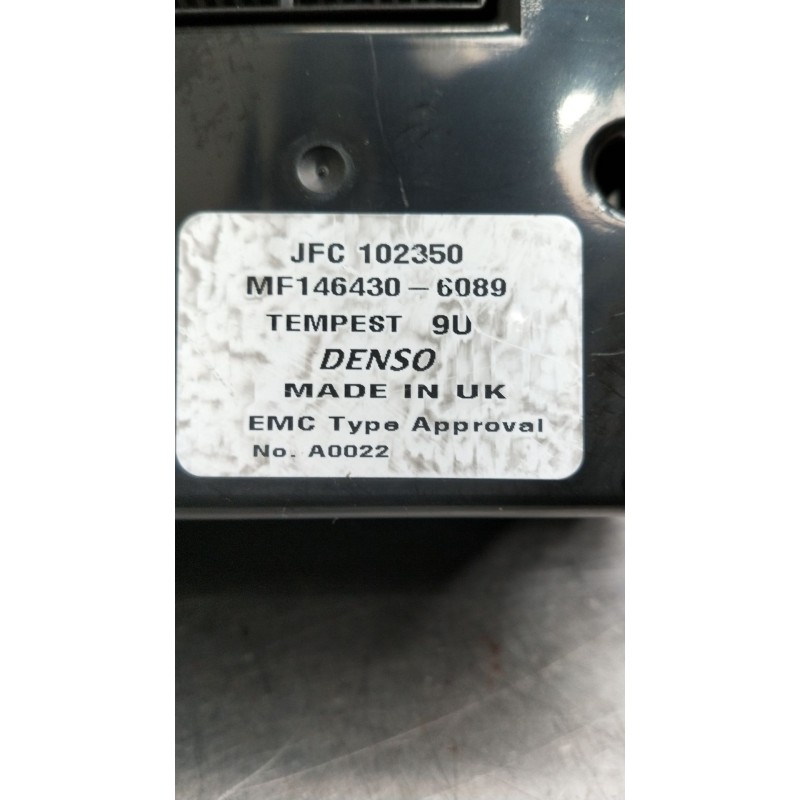 JFC 102350
MF146430-6089
TEMPEST 9U
DENSO
MADE IN UK
EMC Type Approval
No. A0022